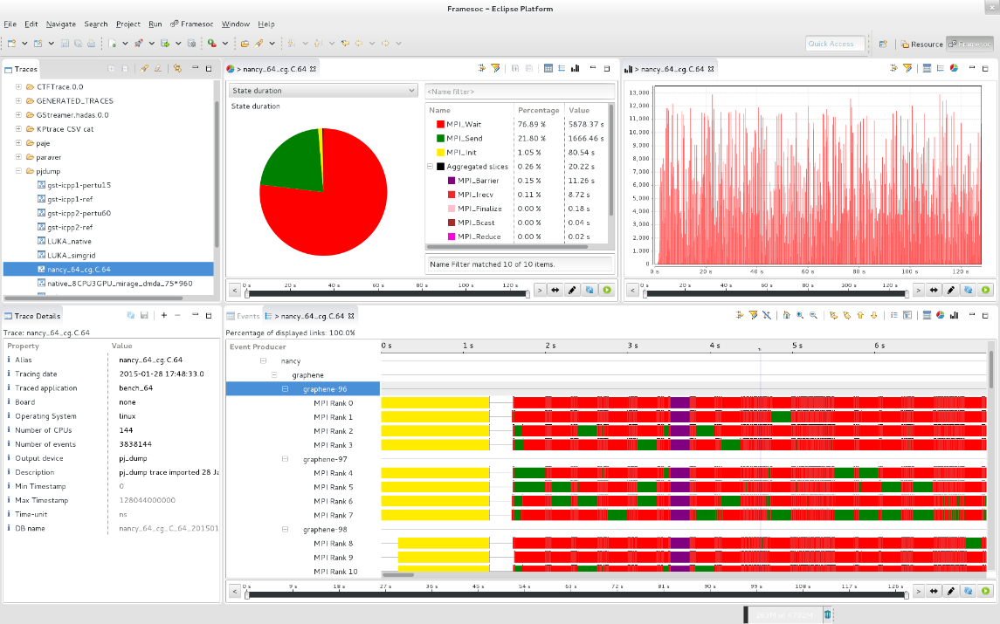 Framesoc - Eclipse Platform
File Edit Navigate Search Project Run Framesoc Window Help
Quick Access Resource Framesoc
Traces
CTFTrace.0.0
GENERATED_TRACES
GStreamer.hadas.0.0
KPtrace CSV cat
paje
paraver
pjdump
gst-icpp1-pertu15
gst-icpp1-ref
gst-icpp2-pertu60
gst-icpp2-ref
LUKA_native
LUKA_simgrid
nancy_64_cg.C.64
native_8CPU3GPU_mirage_dmda_75*960
> nancy_64_cg.C.64
State duration
State duration
<Name filter>
Name Percentage Value
MPI_Wait 76.89 % 5878.37 s
MPI_Send 21.80 % 1666.46 s
MPI_Init 1.05 % 80.54 s
Aggregated slices 0.26 % 20.22 s
MPI_Barrier 0.15 % 11.26 s
MPI_Irecv 0.11 % 8.72 s
MPI_Finalize 0.00 % 0.18 s
MPI_Bcast 0.00 % 0.04 s
MPI_Reduce 0.00 % 0.02 s
Name Filter matched 10 of 10 items.
< 0 s 20 s 40 s 60 s 80 s 100 s 120 s >
> nancy_64_cg.C.64
13,000
12,000
11,000
10,000
9,000
8,000
7,000
6,000
5,000
4,000
3,000
2,000
1,000
0
0 s 20 s 40 s 60 s 80 s 100 s 120 s
< 0 s 20 s 40 s 60 s 80 s 100 s 120 s >
Trace Details
Trace: nancy_64_cg.C.64
Property Value
Alias nancy_64_cg.C.64
Tracing date 2015-01-28 17:48:33.0
Traced application bench_64
Board none
Operating System linux
Number of CPUs 144
Number of events 3838144
Output device pj_dump
Description pj_dump trace imported 28 Ja
Min Timestamp 0
Max Timestamp 128044000000
Time-unit ns
DB name nancy_64_cg_C_64_201501
Events > nancy_64_cg.C.64
Percentage of displayed links: 100.0%
Event Producer 0 s 1 s 2 s 3 s 4 s 5 s 6 s
nancy
graphene
graphene-96
MPI Rank 0
MPI Rank 1
MPI Rank 2
MPI Rank 3
graphene-97
MPI Rank 4
MPI Rank 5
MPI Rank 6
MPI Rank 7
graphene-98
MPI Rank 8
MPI Rank 9
MPI Rank 10
< 0 s 9 s 18 s 27 s 36 s 45 s 54 s 63 s 72 s 81 s 90 s 99 s 108 s 117 s 126 s >